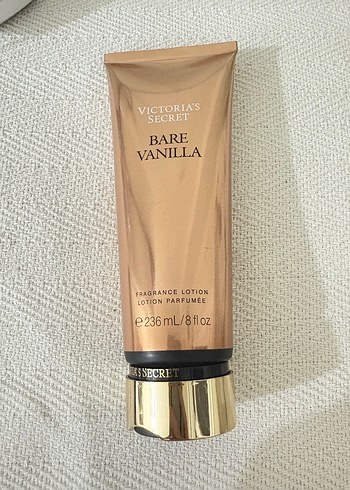 VICTORIA'S
SECRET
BARE
VANILLA
FRAGRANCE LOTION
LOTION PARFUMÉE
℮ 236 mL/8 fl oz
SECRET